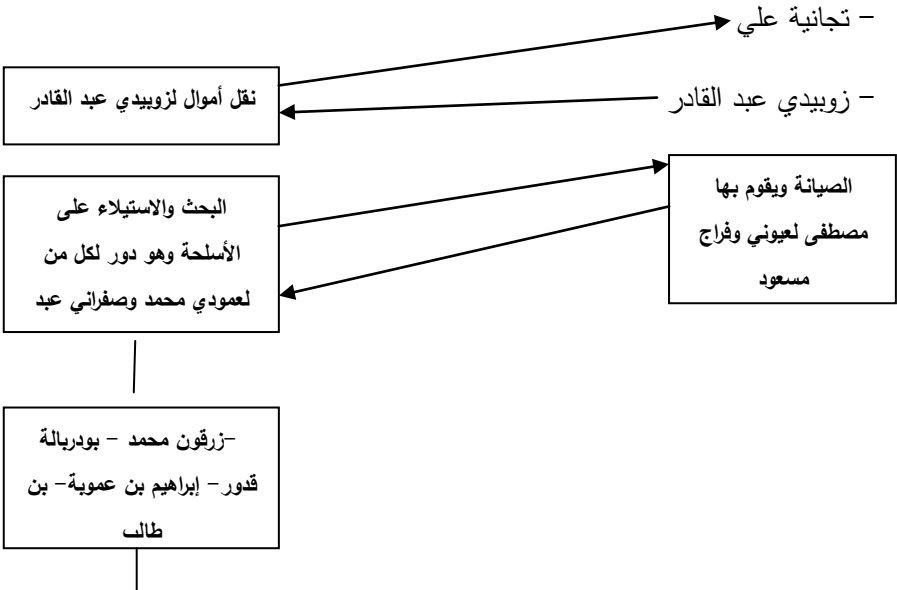 – تجانية علي
– زوبيدي عبد القادر
نقل أموال لزوبيدي عبد القادر
الصيانة ويقوم بها
مصطفى لعيوني وفراج
مسعود
البحث والاستيلاء على
الأسلحة وهو دور لكل من
لعمودي محمد وصفراني عبد
–زرقون محمد – بودربالة
قدور– إبراهيم بن عموية– بن
طالب